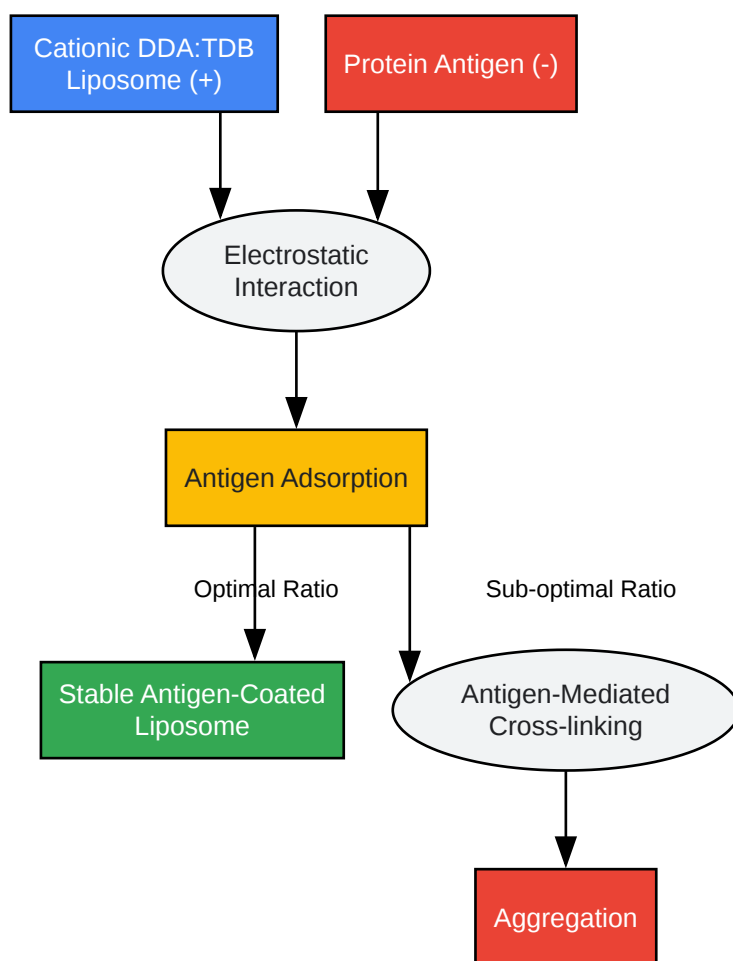 Cationic DDA:TDB
Liposome (+)
Protein Antigen (-)
Electrostatic
Interaction
Antigen Adsorption
Optimal Ratio
Sub-optimal Ratio
Stable Antigen-Coated
Liposome
Antigen-Mediated
Cross-linking
Aggregation